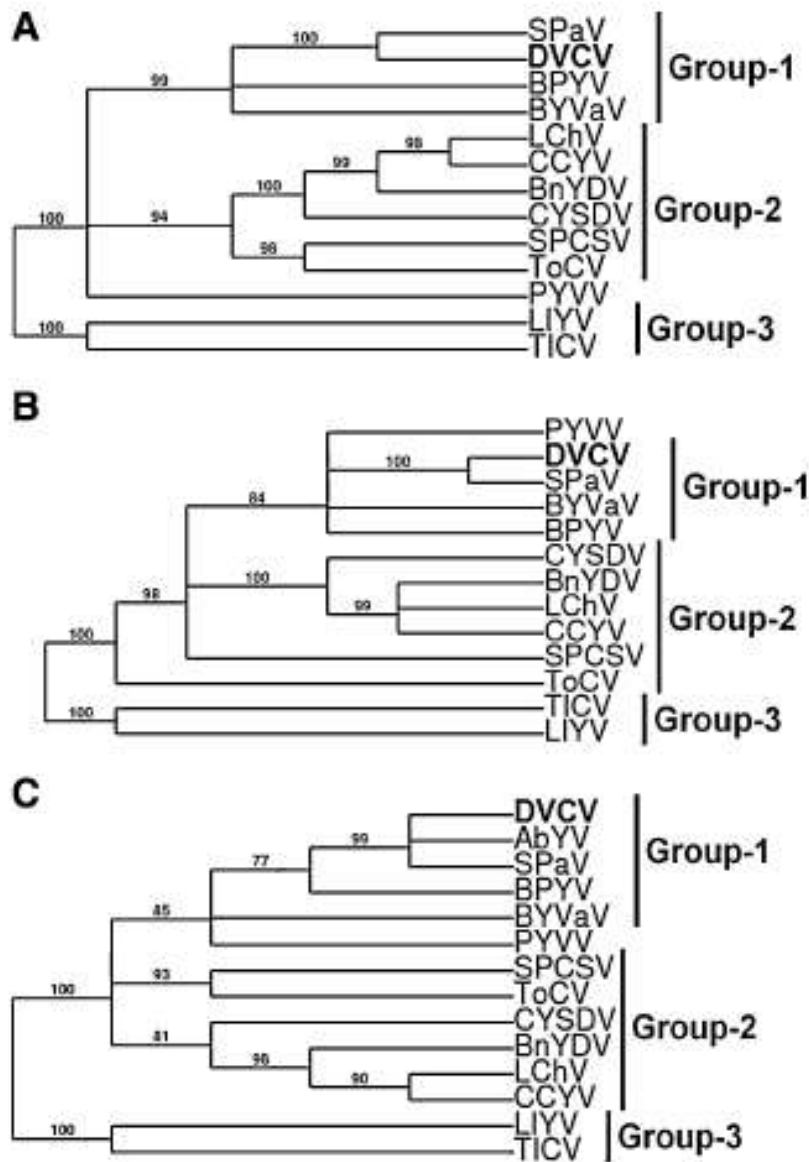 A
SPaV
100
DVCV
Group-1
99
BPYV
BYVaV
LChV
98
CCYV
99
BnYDV
100
CYSDV
Group-2
94
100
SPCSV
98
ToCV
PYVV
LIYV
100
Group-3
TICV
B
PYVV
DVCV
100
SPaV
Group-1
84
BYVaV
BPYV
CYSDV
100
BnYDV
98
LChV
99
Group-2
CCYV
100
SPCSV
ToCV
TICV
100
Group-3
LIYV
C
DVCV
99
AbYV
77
SPaV
Group-1
BPYV
45
BYVaV
PYVV
93
SPCSV
100
ToCV
41
CYSDV
Group-2
98
BnYDV
90
LChV
CCYV
LIYV
100
Group-3
TICV